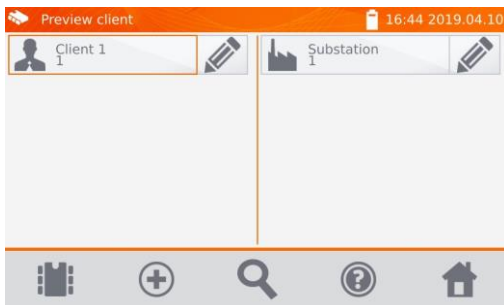 Preview client
16:44 2019.04.10
Client 1
1
Substation
1